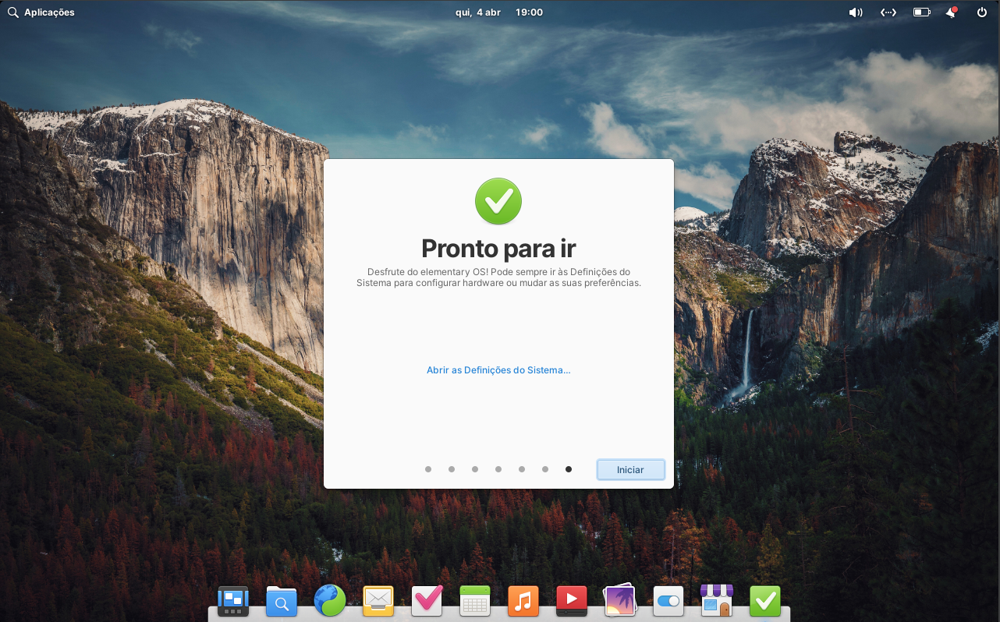 Aplicações
qui, 4 abr 19:00
Pronto para ir
Desfrute do elementary OS! Pode sempre ir às Definições do
Sistema para configurar hardware ou mudar as suas preferências.
Abrir as Definições do Sistema...
Iniciar